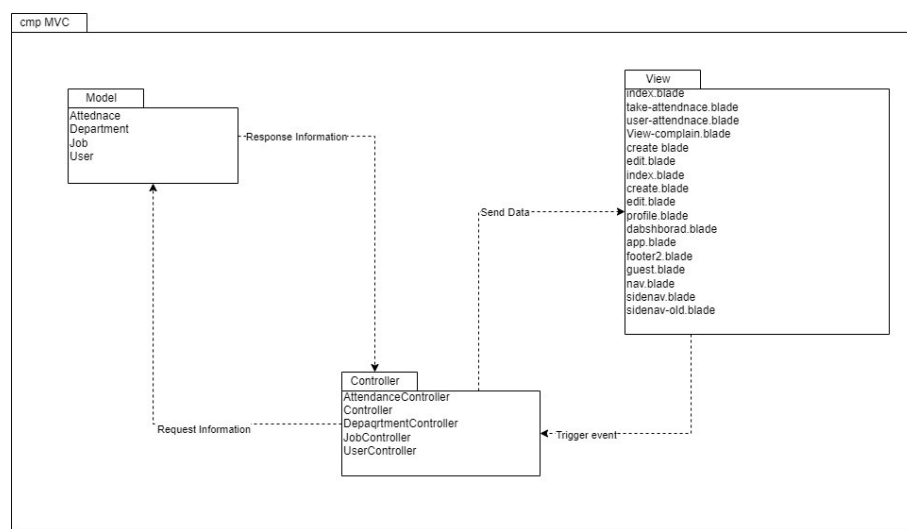 cmp MVC
Model
Attednace
Department
Job
User
Response Information
View
index.blade
take-attendnace.blade
user-attendnace.blade
View-complain.blade
create blade
edit.blade
index.blade
create.blade
edit.blade
profile.blade
dabshborad.blade
app.blade
footer2.blade
guest.blade
nav.blade
sidenav.blade
sidenav-old.blade
Send Data
Controller
AttendanceController
Controller
DepaqrtmentController
JobController
UserController
Request Information
Trigger event